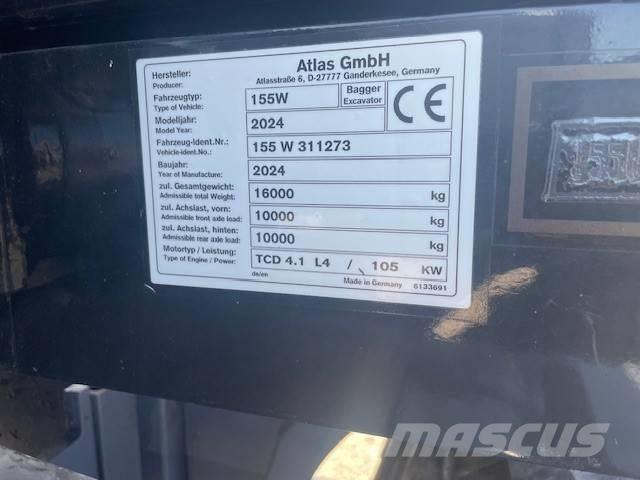 Hersteller: Atlas GmbH
Producer: Atlasstraße 6, D-27777 Ganderkesee, Germany
Fahrzeugtyp: 155W Bagger
Type of Vehicle: Excavator CE
Modelljahr: 2024
Model Year:
Fahrzeug-Ident.Nr.: 155 W 311273
Vehicle-ident.No.:
Baujahr: 2024
Year of Manufacture:
zul. Gesamtgewicht: 16000 kg
Admissible total Weight:
zul. Achslast, vorn: 10000 kg
Admissible front axle load:
zul. Achslast, hinten: 10000 kg
Admissible rear axle load:
Motortyp / Leistung: TCD 4.1 L4 / 105 KW
Type of Engine / Power:
de/en Made in Germany 6133691
MASCUS